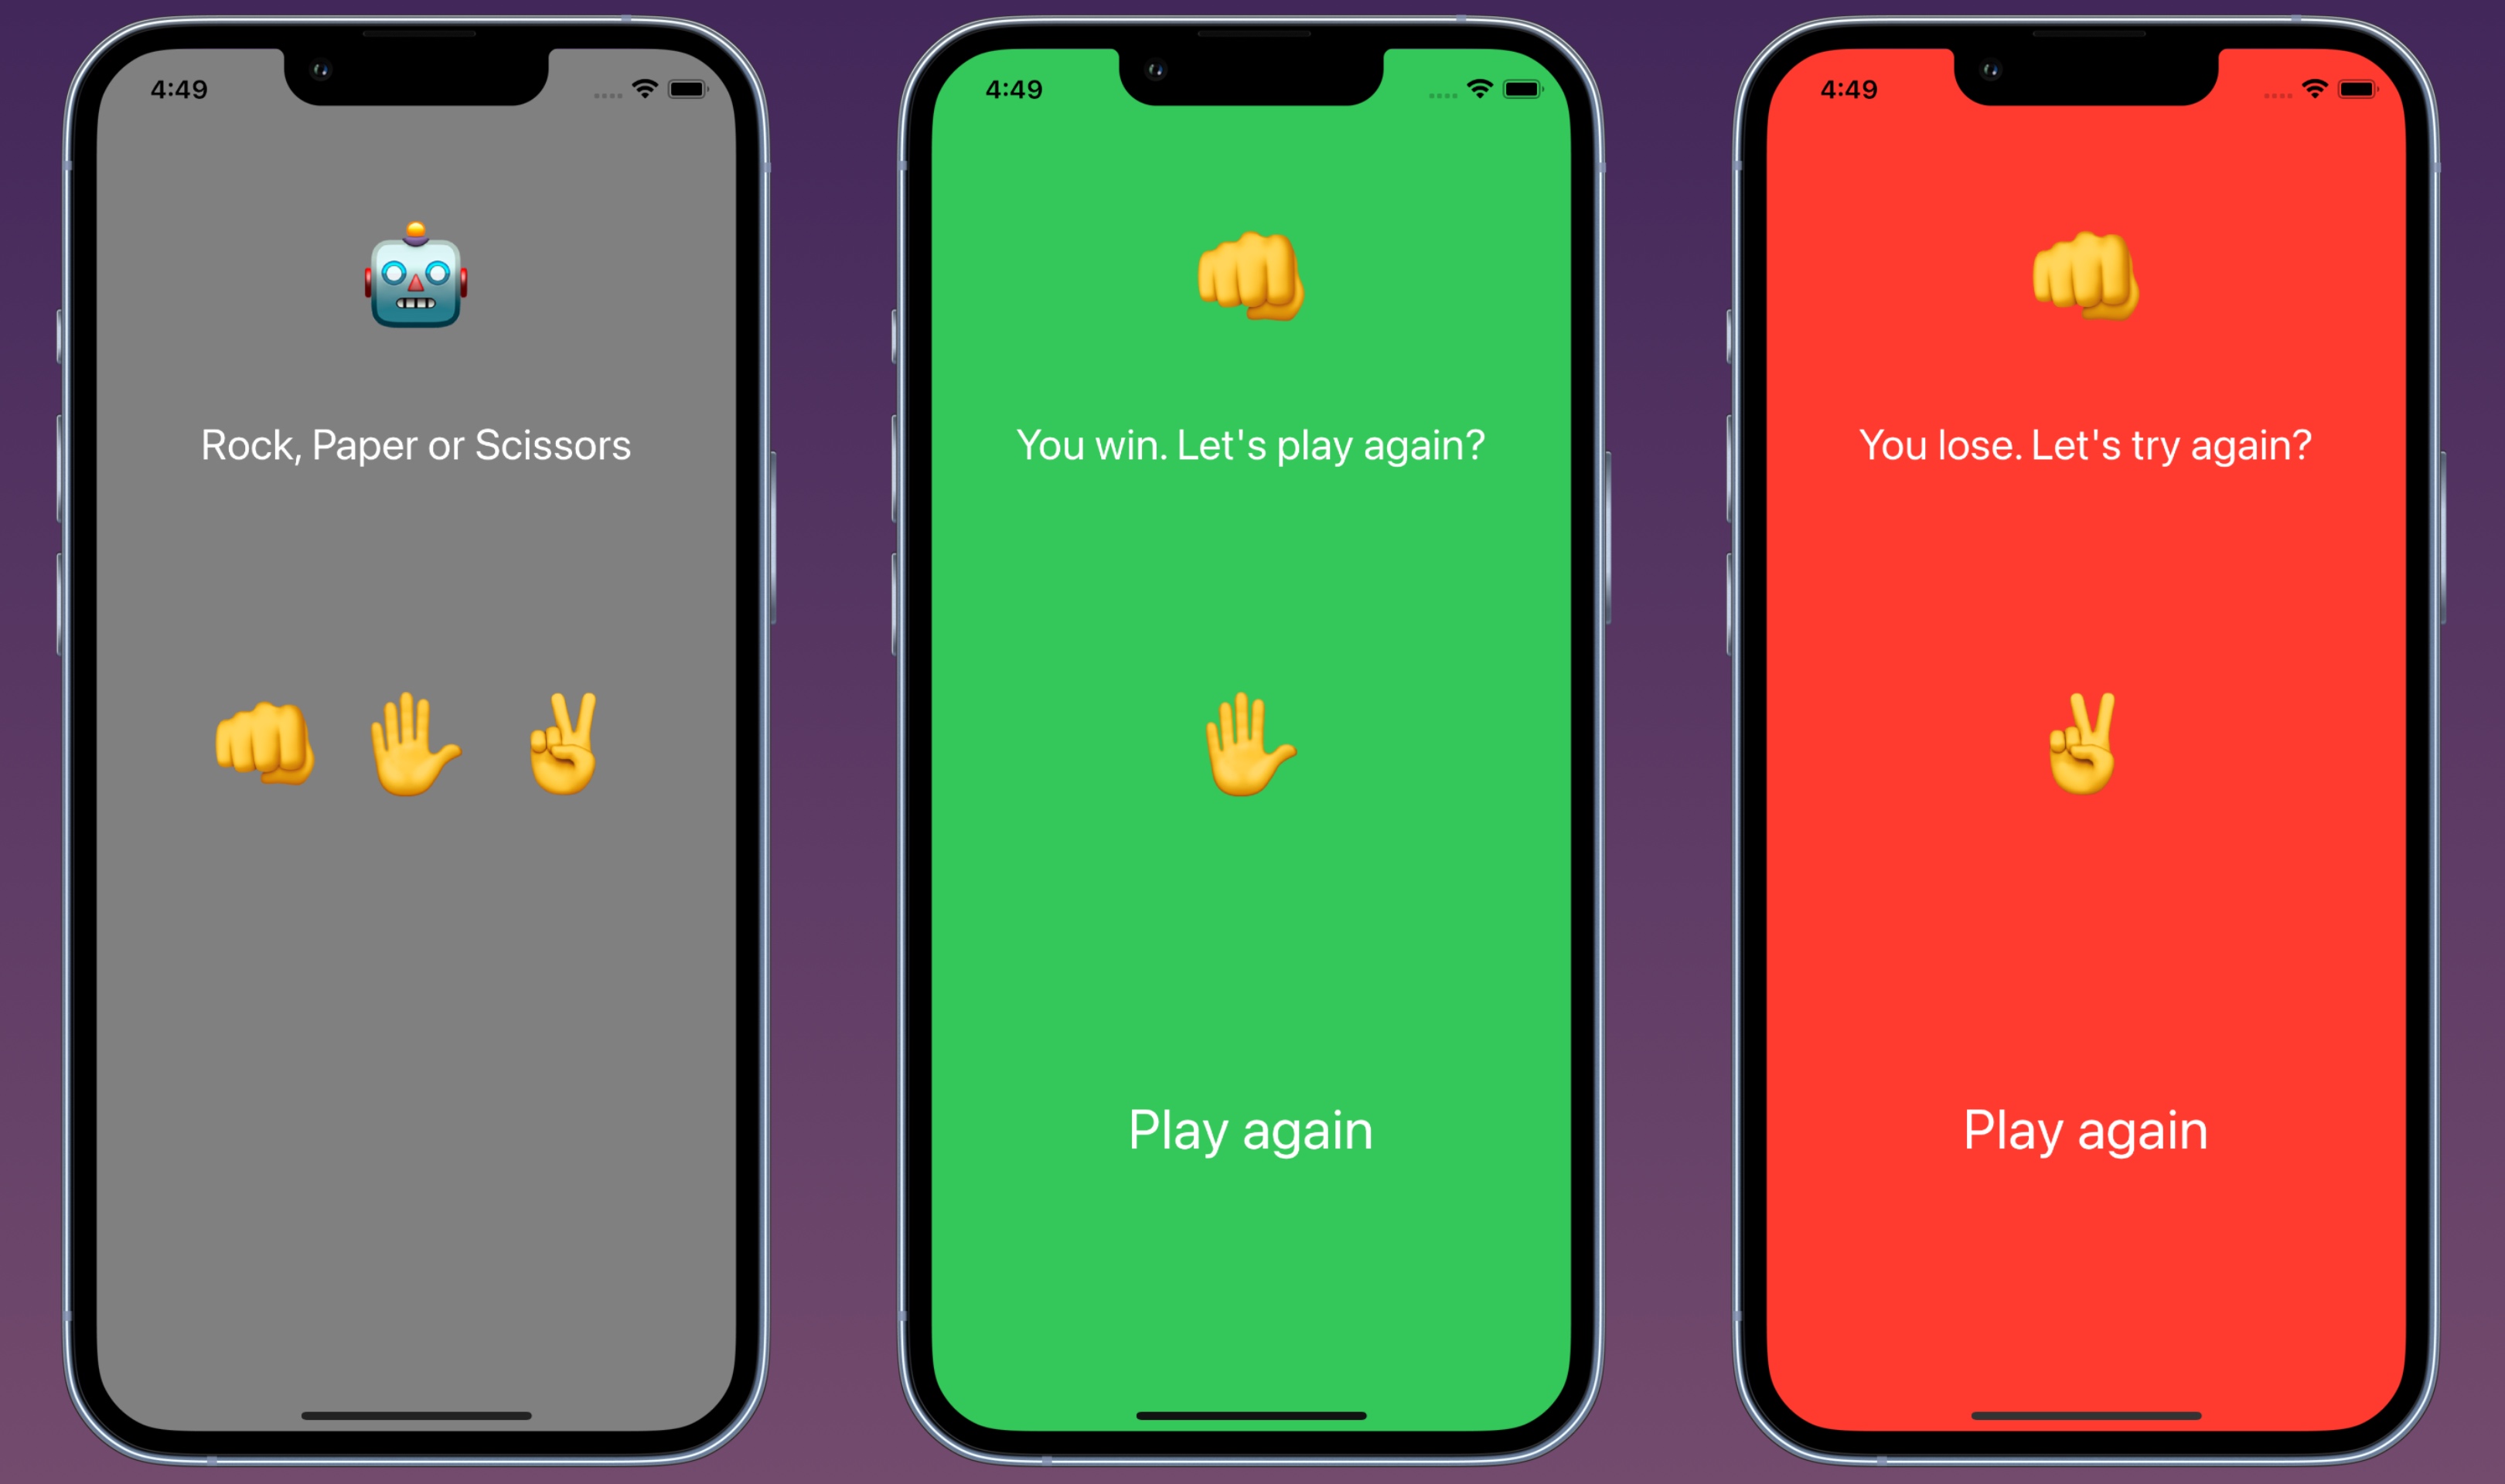 4:49
Rock, Paper or Scissors
4:49
You win. Let's play again?
Play again
4:49
You lose. Let's try again?
Play again